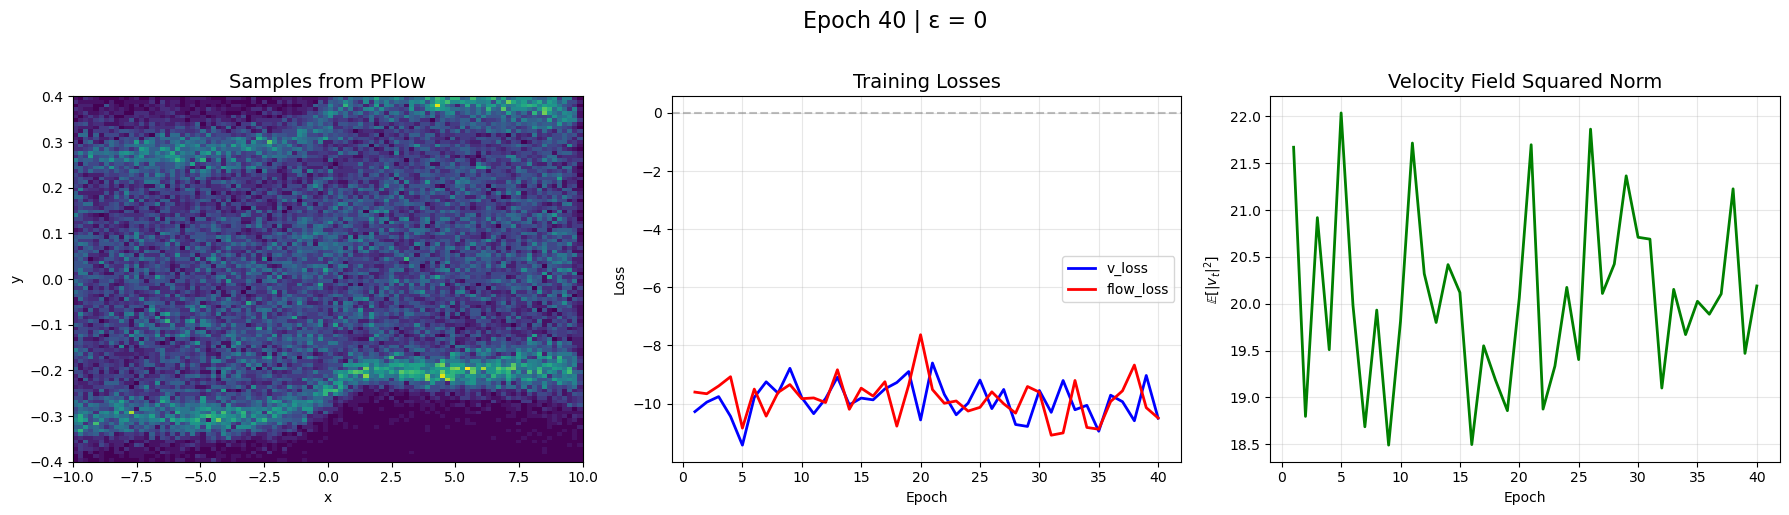 Epoch 40 | ε = 0
Samples from PFlow
0.4
0.3
0.2
0.1
0.0
−0.1
−0.2
−0.3
−0.4
y
−10.0 −7.5 −5.0 −2.5 0.0 2.5 5.0 7.5 10.0
x
Training Losses
0
−2
−4
−6
−8
−10
Loss
v_loss
flow_loss
0 5 10 15 20 25 30 35 40
Epoch
Velocity Field Squared Norm
22.0
21.5
21.0
20.5
20.0
19.5
19.0
18.5
𝔼[|v_t|²]
0 5 10 15 20 25 30 35 40
Epoch